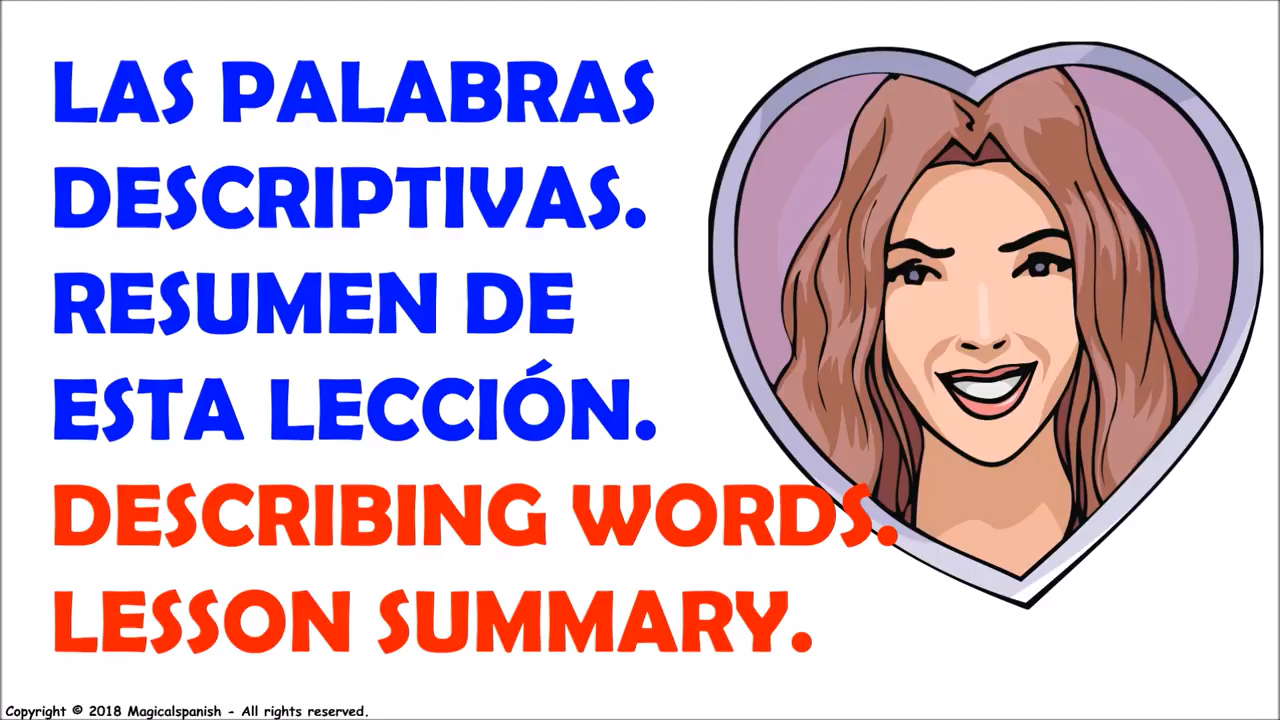 LAS PALABRAS
DESCRIPTIVAS.
RESUMEN DE
ESTA LECCIÓN.
DESCRIBING WORDS.
LESSON SUMMARY.
Copyright © 2018 Magicalspanish - All rights reserved.